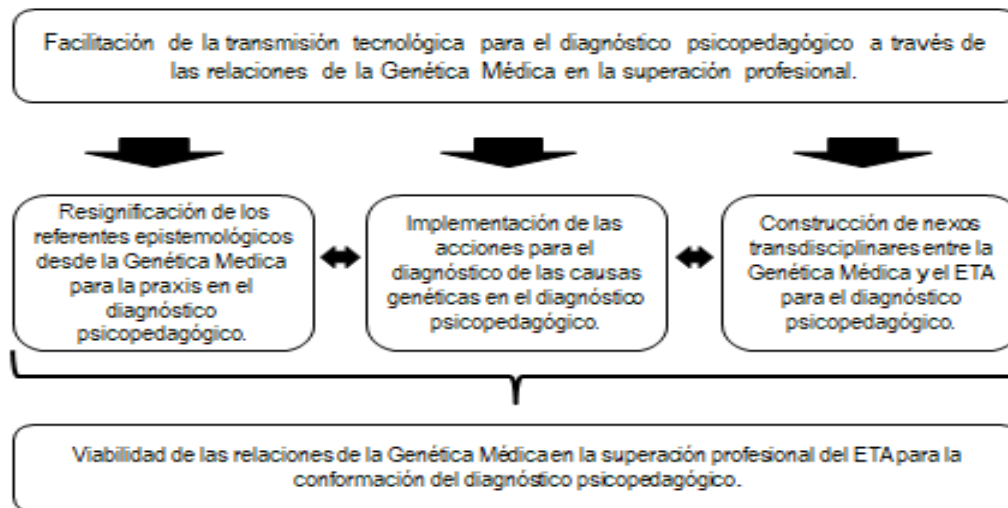 Facilitación de la transmisión tecnológica para el diagnóstico psicopedagógico a través de
las relaciones de la Genética Médica en la superación profesional.
Resignificación de los
referentes epistemológicos
desde la Genética Medica
para la praxis en el
diagnóstico
psicopedagógico.
Implementación de las
acciones para el
diagnóstico de las causas
genéticas en el diagnóstico
psicopedagógico.
Construcción de nexos
transdisciplinares entre la
Genética Médica y el ETA
para el diagnóstico
psicopedagógico.
Viabilidad de las relaciones de la Genética Médica en la superación profesional del ETA para la
conformación del diagnóstico psicopedagógico.